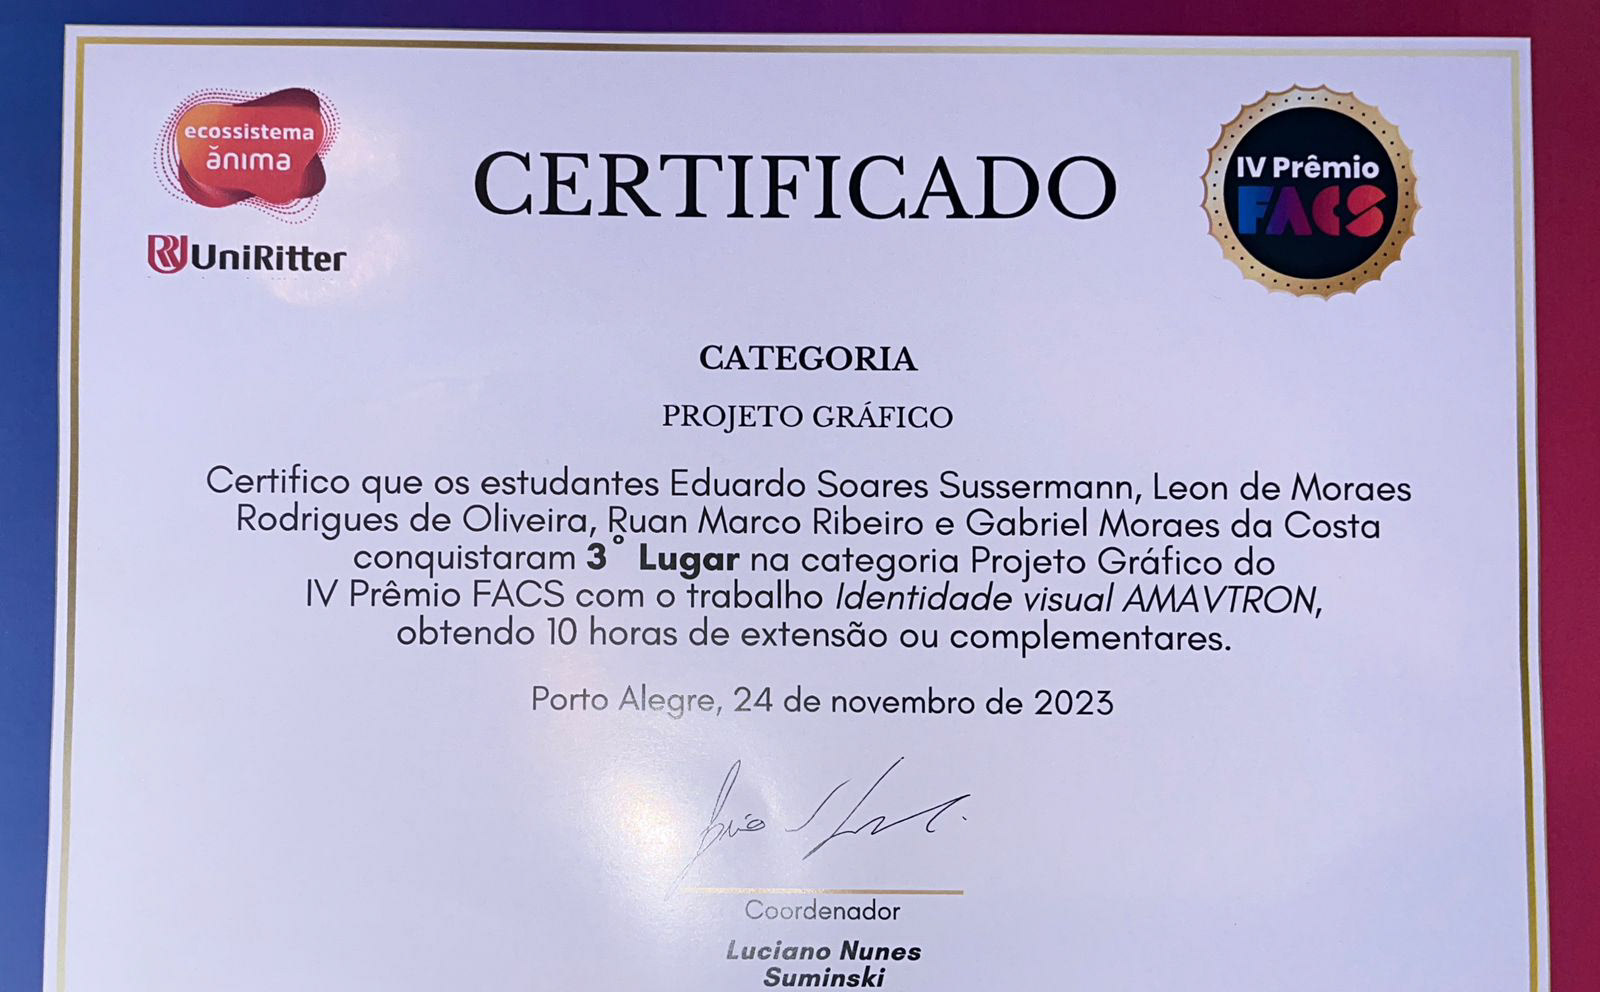 ecossistema
ănıma
UniRitter
CERTIFICADO
IV Prêmio
FACS
CATEGORIA
PROJETO GRÁFICO
Certifico que os estudantes Eduardo Soares Sussermann, Leon de Moraes
Rodrigues de Oliveira, Ruan Marco Ribeiro e Gabriel Moraes da Costa
conquistaram 3° Lugar na categoria Projeto Gráfico do
IV Prêmio FACS com o trabalho Identidade visual AMAVTRON,
obtendo 10 horas de extensão ou complementares.
Porto Alegre, 24 de novembro de 2023
Coordenador
Luciano Nunes
Suminski